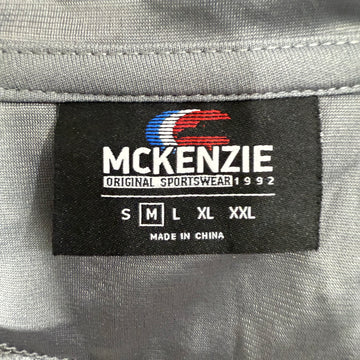 MCKENZIE
ORIGINAL SPORTSWEAR 1992
S M L XL XXL
MADE IN CHINA